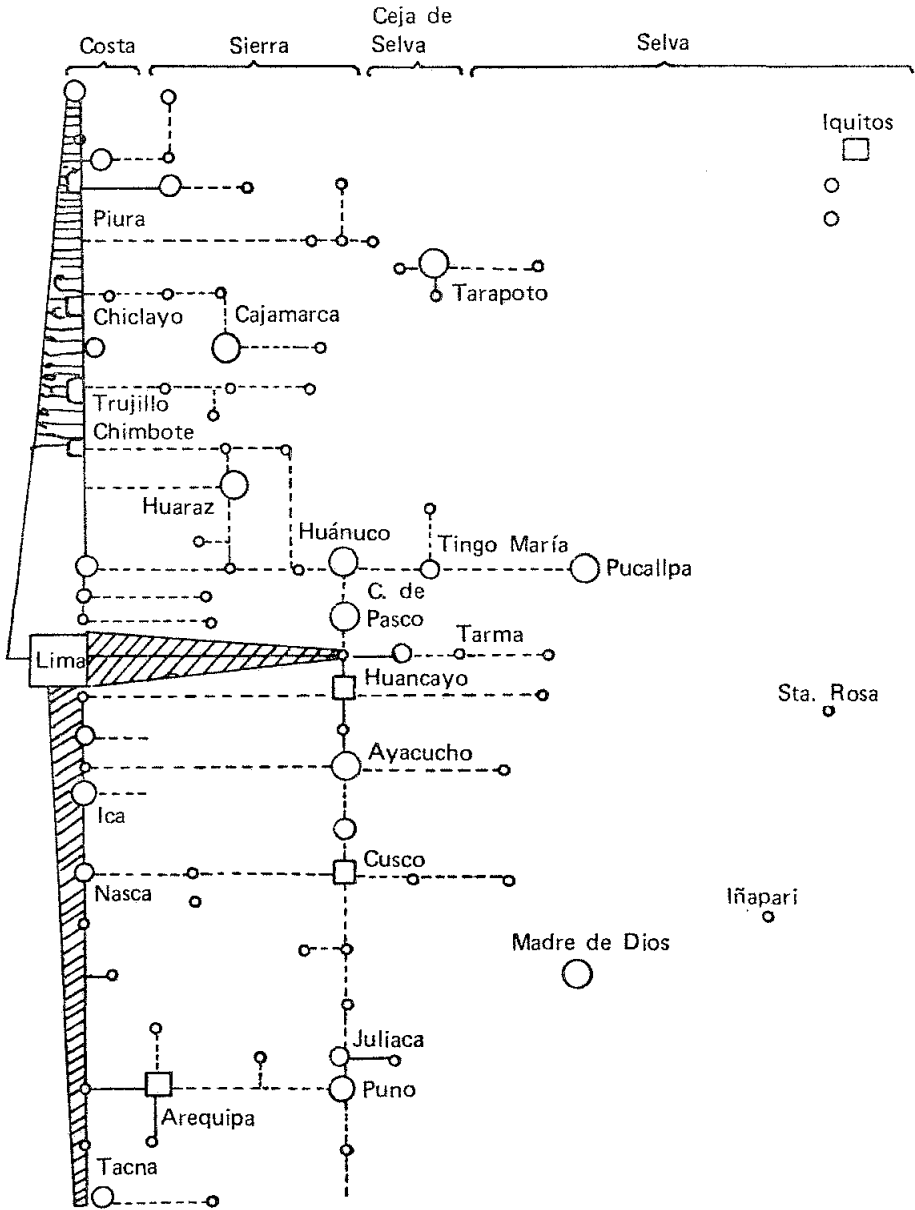 Costa
Sierra
Ceja de
Selva
Selva
Iquitos
Piura
Tarapoto
Chiclayo
Cajamarca
Trujillo
Chimbote
Huaraz
Huánuco
Tingo María
Pucallpa
C. de
Pasco
Lima
Tarma
Huancayo
Sta. Rosa
Ayacucho
Ica
Cusco
Nasca
Iñapari
Madre de Dios
Juliaca
Puno
Arequipa
Tacna